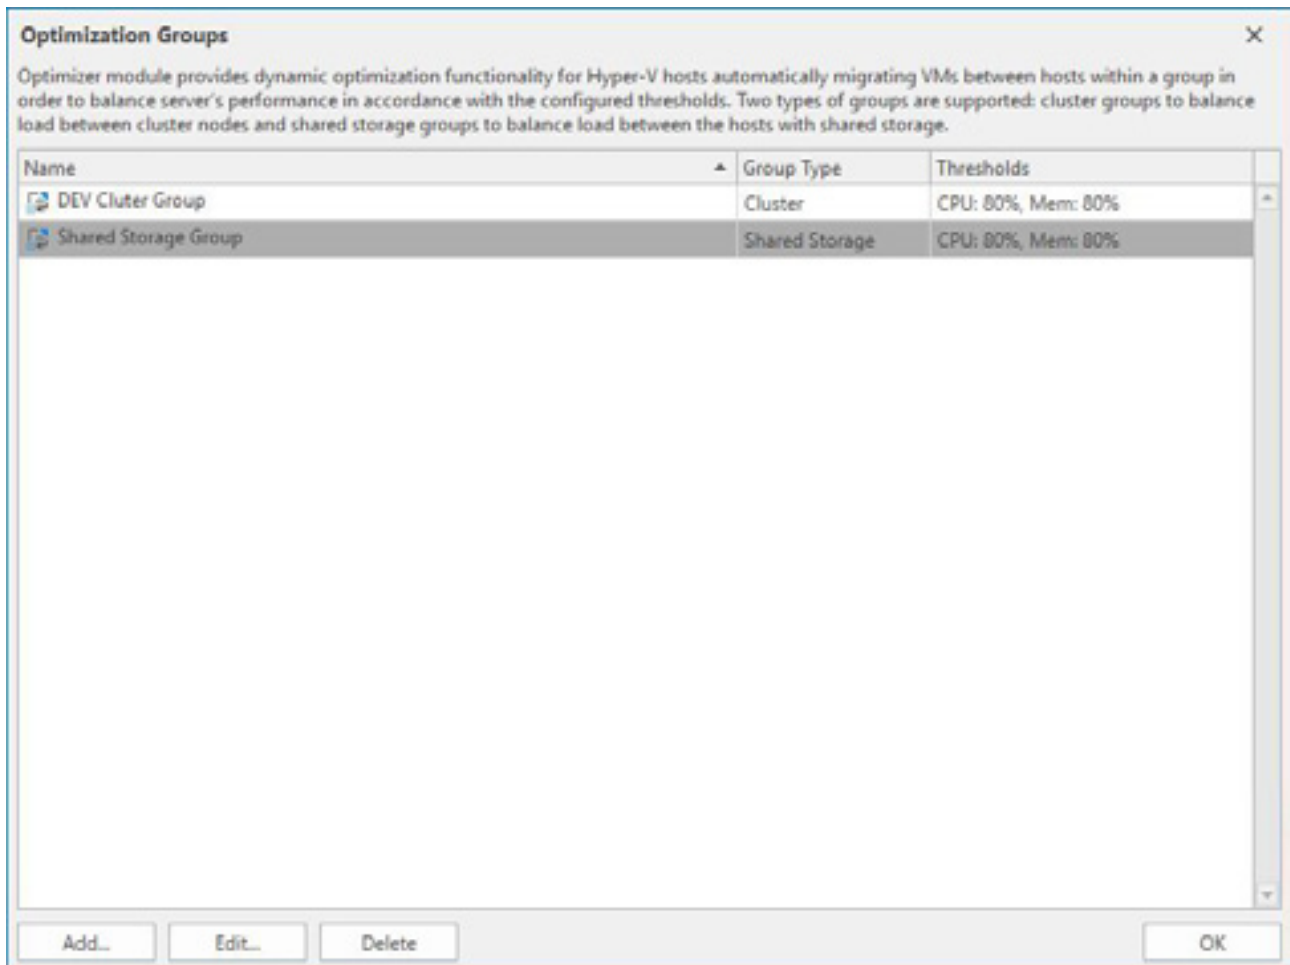 Optimization Groups
Optimizer module provides dynamic optimization functionality for Hyper-V hosts automatically migrating VMs between hosts within a group in
order to balance server's performance in accordance with the configured thresholds. Two types of groups are supported: cluster groups to balance
load between cluster nodes and shared storage groups to balance load between the hosts with shared storage.
Name Group Type Thresholds
DEV Cluter Group Cluster CPU: 80%, Mem: 80%
Shared Storage Group Shared Storage CPU: 80%, Mem: 80%
Add... Edit... Delete OK